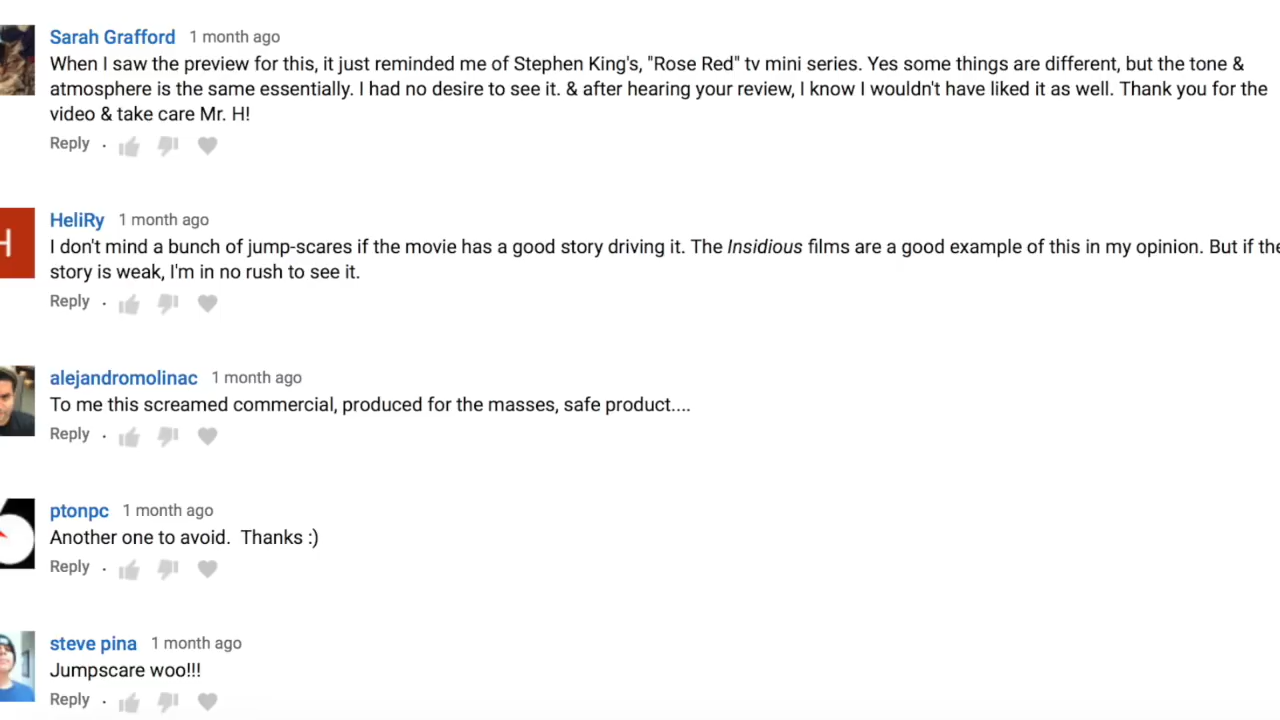 Sarah Grafford 1 month ago
When I saw the preview for this, it just reminded me of Stephen King's, "Rose Red" tv mini series. Yes some things are different, but the tone &
atmosphere is the same essentially. I had no desire to see it. & after hearing your review, I know I wouldn't have liked it as well. Thank you for the
video & take care Mr. H!
Reply ·
H
HeliRy 1 month ago
I don't mind a bunch of jump-scares if the movie has a good story driving it. The Insidious films are a good example of this in my opinion. But if the
story is weak, I'm in no rush to see it.
Reply ·
alejandromolinac 1 month ago
To me this screamed commercial, produced for the masses, safe product....
Reply ·
ptonpc 1 month ago
Another one to avoid.  Thanks :)
Reply ·
steve pina 1 month ago
Jumpscare woo!!!
Reply ·